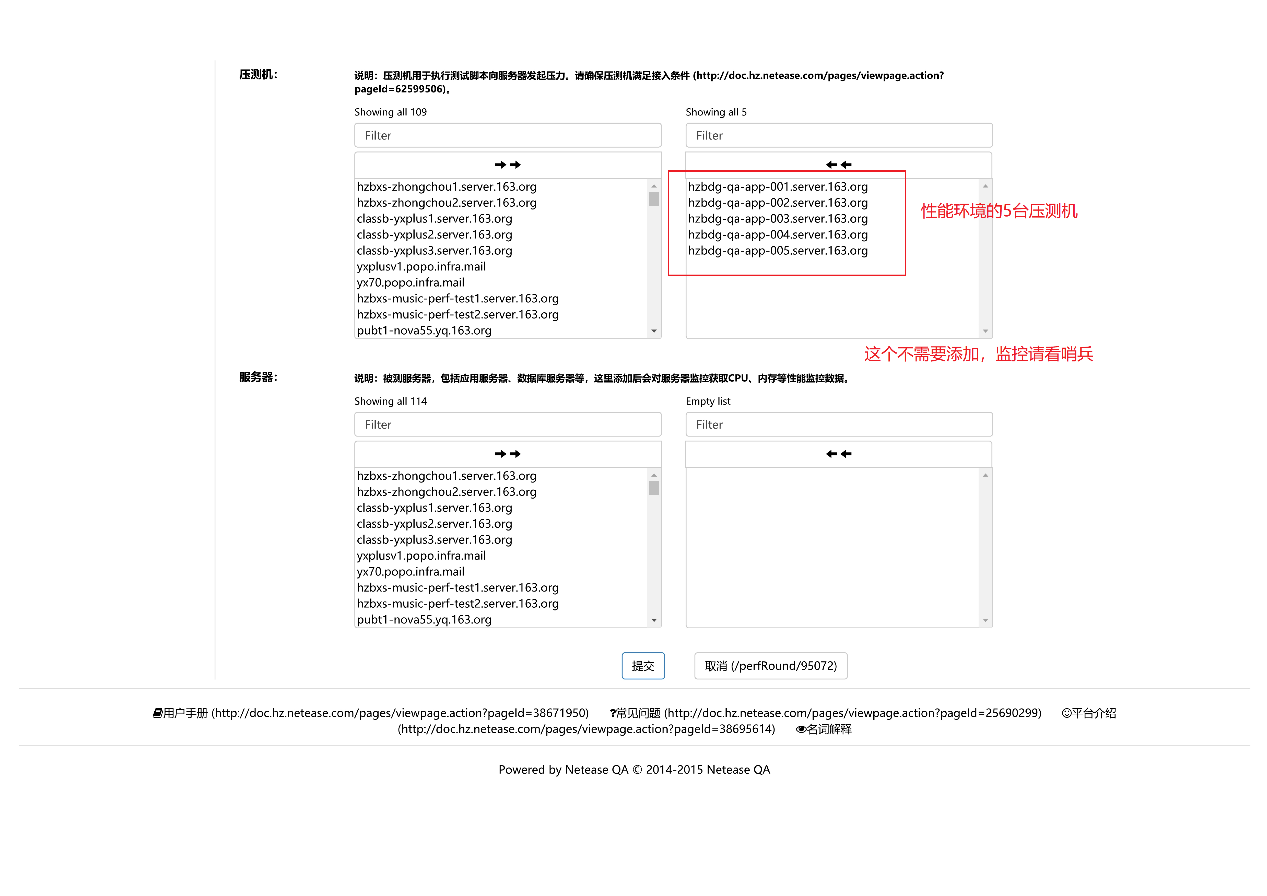 压测机：
说明：压测机用于执行测试脚本向服务器发起压力。请确保压测机满足接入条件 (http://doc.hz.netease.com/pages/viewpage.action?
pageId=62599506)。
Showing all 109
Showing all 5
Filter
Filter
hzbxs-zhongchou1.server.163.org
hzbxs-zhongchou2.server.163.org
classb-yxplus1.server.163.org
classb-yxplus2.server.163.org
classb-yxplus3.server.163.org
yxplusv1.popo.infra.mail
yx70.popo.infra.mail
hzbxs-music-perf-test1.server.163.org
hzbxs-music-perf-test2.server.163.org
pubt1-nova55.yq.163.org
hzbdg-qa-app-001.server.163.org
hzbdg-qa-app-002.server.163.org
hzbdg-qa-app-003.server.163.org
hzbdg-qa-app-004.server.163.org
hzbdg-qa-app-005.server.163.org
性能环境的5台压测机
这个不需要添加，监控请看哨兵
服务器：
说明：被测服务器，包括应用服务器、数据库服务器等，这里添加后会对服务器监控获取CPU、内存等性能监控数据。
Showing all 114
Empty list
Filter
Filter
hzbxs-zhongchou1.server.163.org
hzbxs-zhongchou2.server.163.org
classb-yxplus1.server.163.org
classb-yxplus2.server.163.org
classb-yxplus3.server.163.org
yxplusv1.popo.infra.mail
yx70.popo.infra.mail
hzbxs-music-perf-test1.server.163.org
hzbxs-music-perf-test2.server.163.org
pubt1-nova55.yq.163.org
提交
取消 (/perfRound/95072)
用户手册 (http://doc.hz.netease.com/pages/viewpage.action?pageId=38671950) ?常见问题 (http://doc.hz.netease.com/pages/viewpage.action?pageId=25690299) 平台介绍
(http://doc.hz.netease.com/pages/viewpage.action?pageId=38695614) 名词解释
Powered by Netease QA © 2014-2015 Netease QA